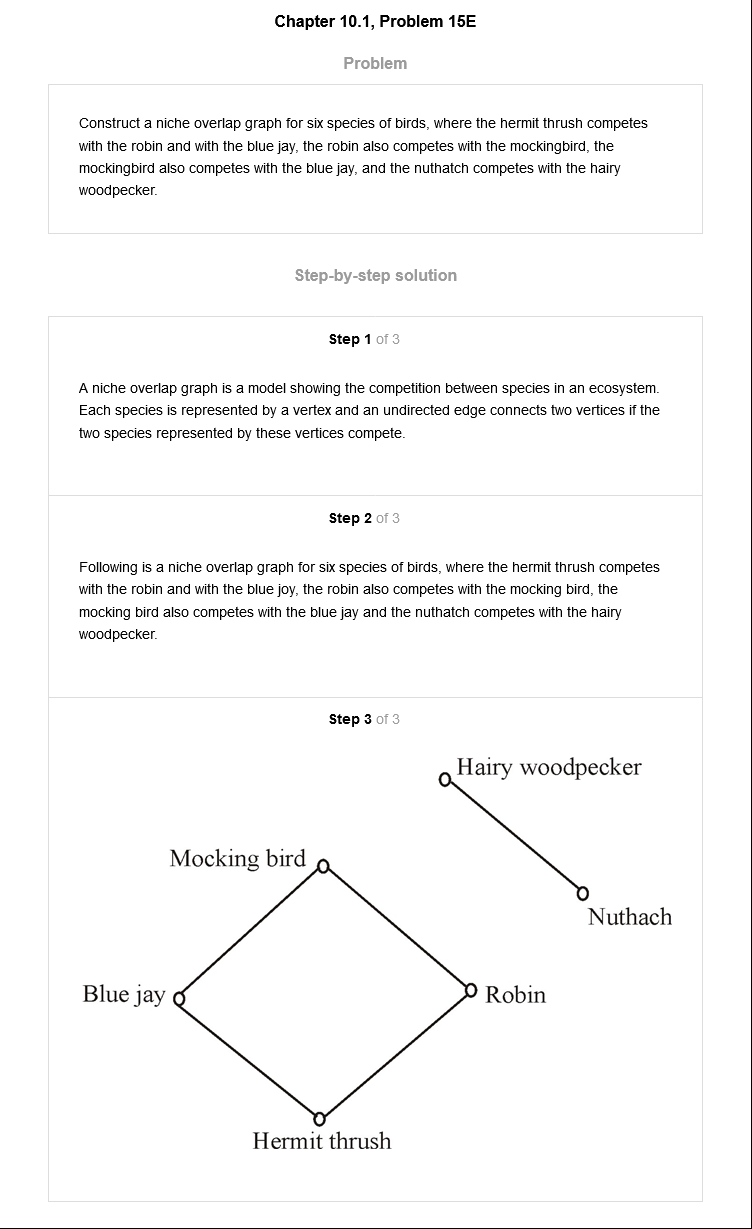 Chapter 10.1, Problem 15E
Problem
Construct a niche overlap graph for six species of birds, where the hermit thrush competes
with the robin and with the blue jay, the robin also competes with the mockingbird, the
mockingbird also competes with the blue jay, and the nuthatch competes with the hairy
woodpecker.
Step-by-step solution
Step 1 of 3
A niche overlap graph is a model showing the competition between species in an ecosystem.
Each species is represented by a vertex and an undirected edge connects two vertices if the
two species represented by these vertices compete.
Step 2 of 3
Following is a niche overlap graph for six species of birds, where the hermit thrush competes
with the robin and with the blue joy, the robin also competes with the mocking bird, the
mocking bird also competes with the blue jay and the nuthatch competes with the hairy
woodpecker.
Step 3 of 3
Hairy woodpecker
Mocking bird
Nuthach
Blue jay
Robin
Hermit thrush